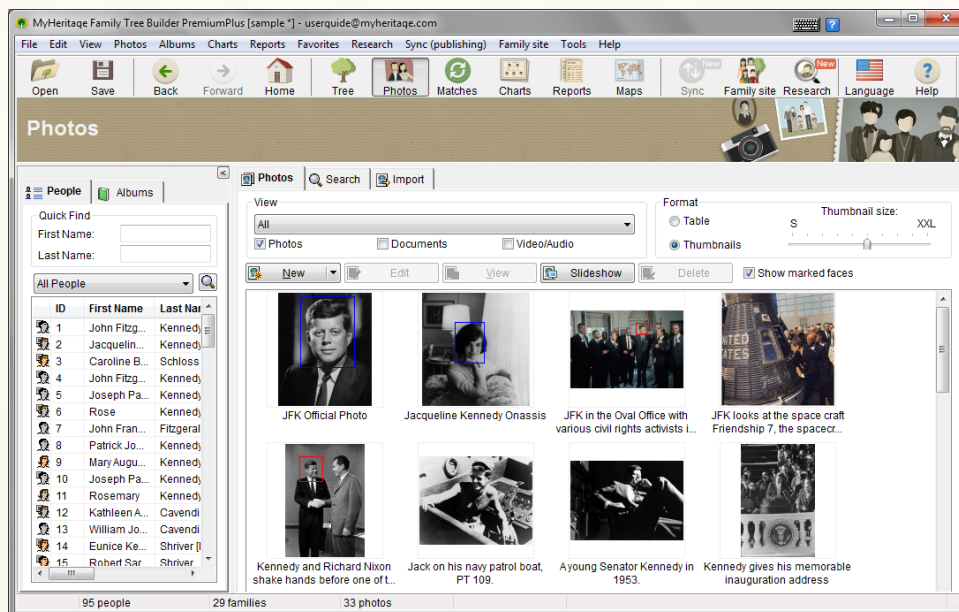 MyHeritage Family Tree Builder PremiumPlus [sample *] - userguide@myheritage.com
File Edit View Photos Albums Charts Reports Favorites Research Sync (publishing) Family site Tools Help
New New
Open Save Back Forward Home Tree Photos Matches Charts Reports Maps Sync Family site Research Language Help
Photos
People Albums
Quick Find
First Name:
Last Name:
All People
ID First Name Last Nar
1 John Fitzg... Kennedy
2 Jacquelin... Kennedy
3 Caroline B... Schloss
4 John Fitzg... Kennedy
5 Joseph Pa... Kennedy
6 Rose Kennedy
7 John Fran... Fitzgeral
8 Patrick Jo... Kennedy
9 Mary Augu... Kennedy
10 Joseph Pa... Kennedy
11 Rosemary Kennedy
12 Kathleen A... Cavendi
13 William Jo... Cavendi
14 Eunice Ke... Shriver [
15 Robert Sar Shriver
Photos Search Import
View
All
Photos Documents Video/Audio
Format
Table
Thumbnails
Thumbnail size:
S XXL
New Edit View Slideshow Delete Show marked faces
UNITED
STATES
JFK Official Photo
Jacqueline Kennedy Onassis
JFK in the Oval Office with
various civil rights activists i...
JFK looks at the space craft
Friendship 7, the spacecr...
Kennedy and Richard Nixon
shake hands before one of t...
Jack on his navy patrol boat,
PT 109.
A young Senator Kennedy in
1953.
Kennedy gives his memorable
inauguration address
95 people 29 families 33 photos